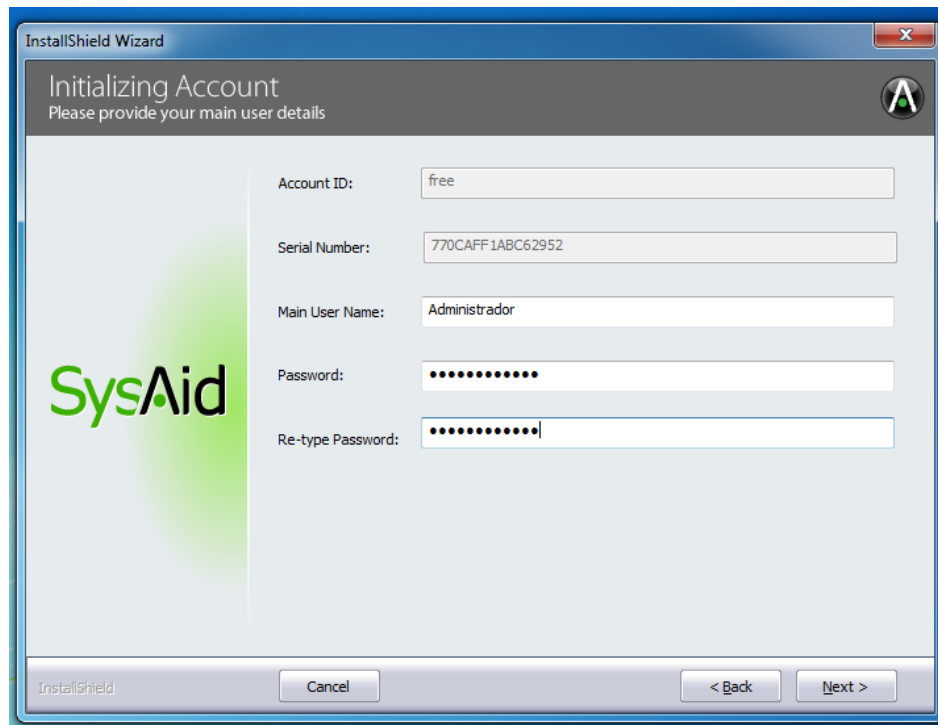 InstallShield Wizard
Initializing Account
Please provide your main user details
Account ID: free
Serial Number: 770CAFF1ABC62952
Main User Name: Administrador
Password: ●●●●●●●●●●●●
Re-type Password: ●●●●●●●●●●●●
SysAid
InstallShield Cancel < Back Next >